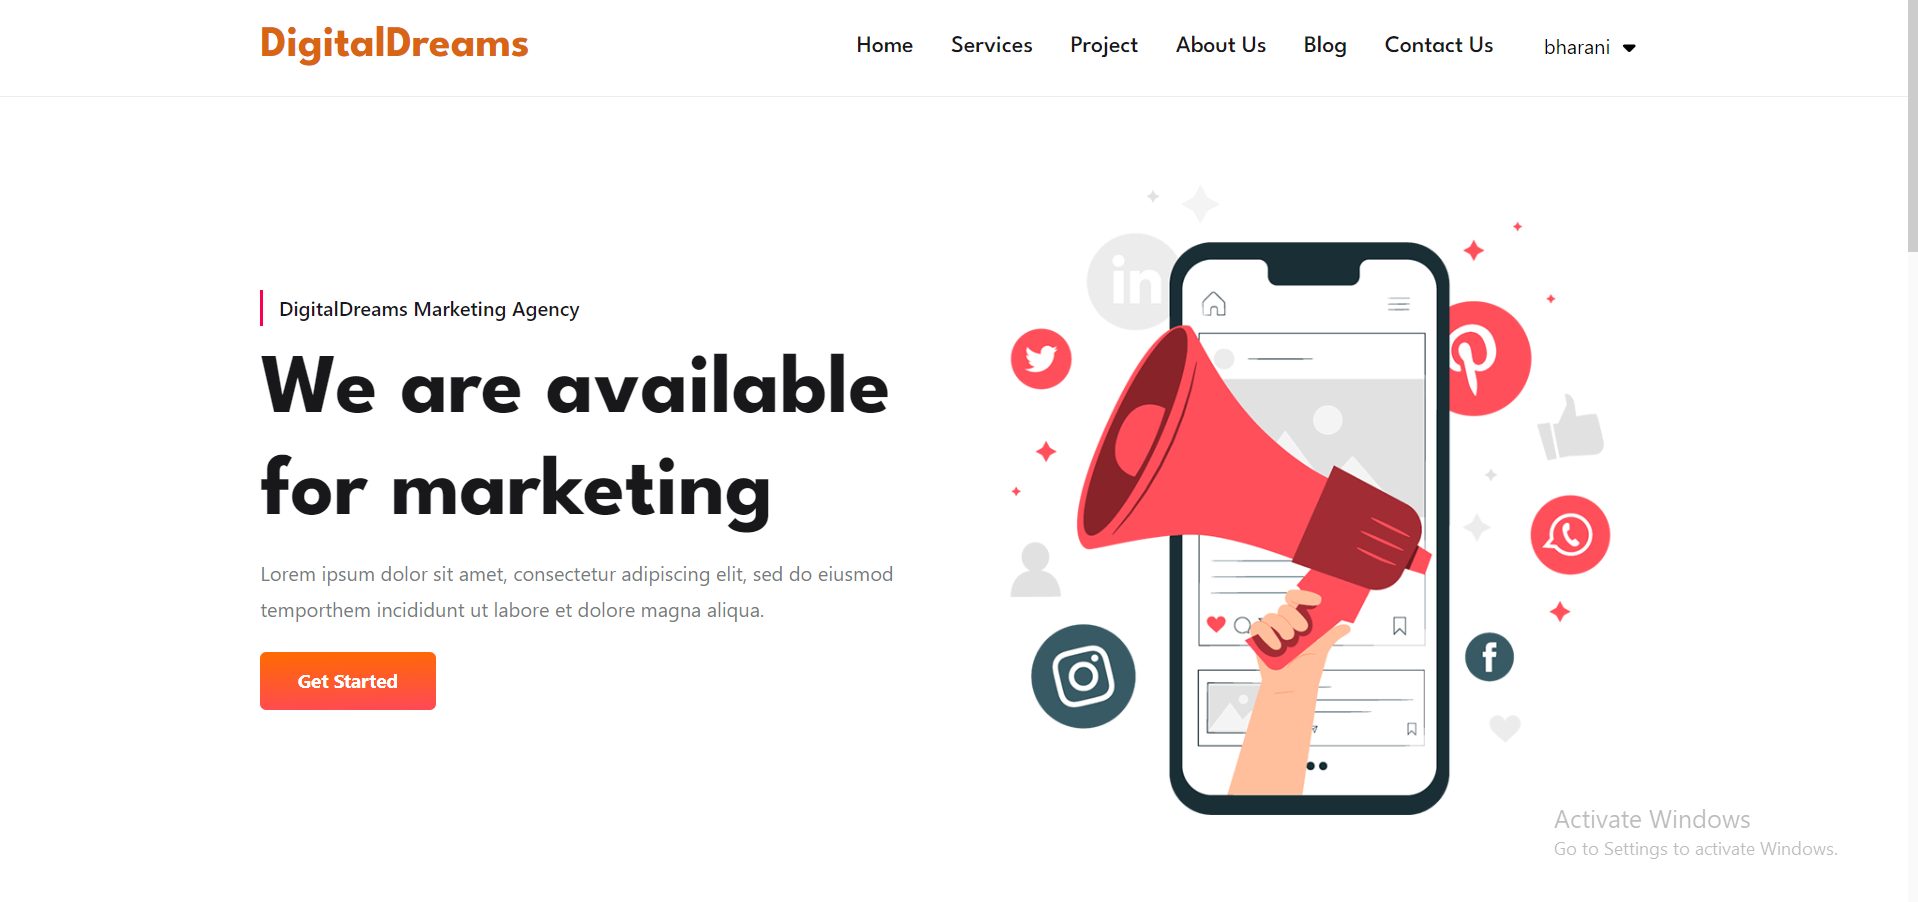 DigitalDreams
Home Services Project About Us Blog Contact Us bharani
DigitalDreams Marketing Agency
We are available
for marketing
Lorem ipsum dolor sit amet, consectetur adipiscing elit, sed do eiusmod
temporthem incididunt ut labore et dolore magna aliqua.
Get Started
in
Activate Windows
Go to Settings to activate Windows.